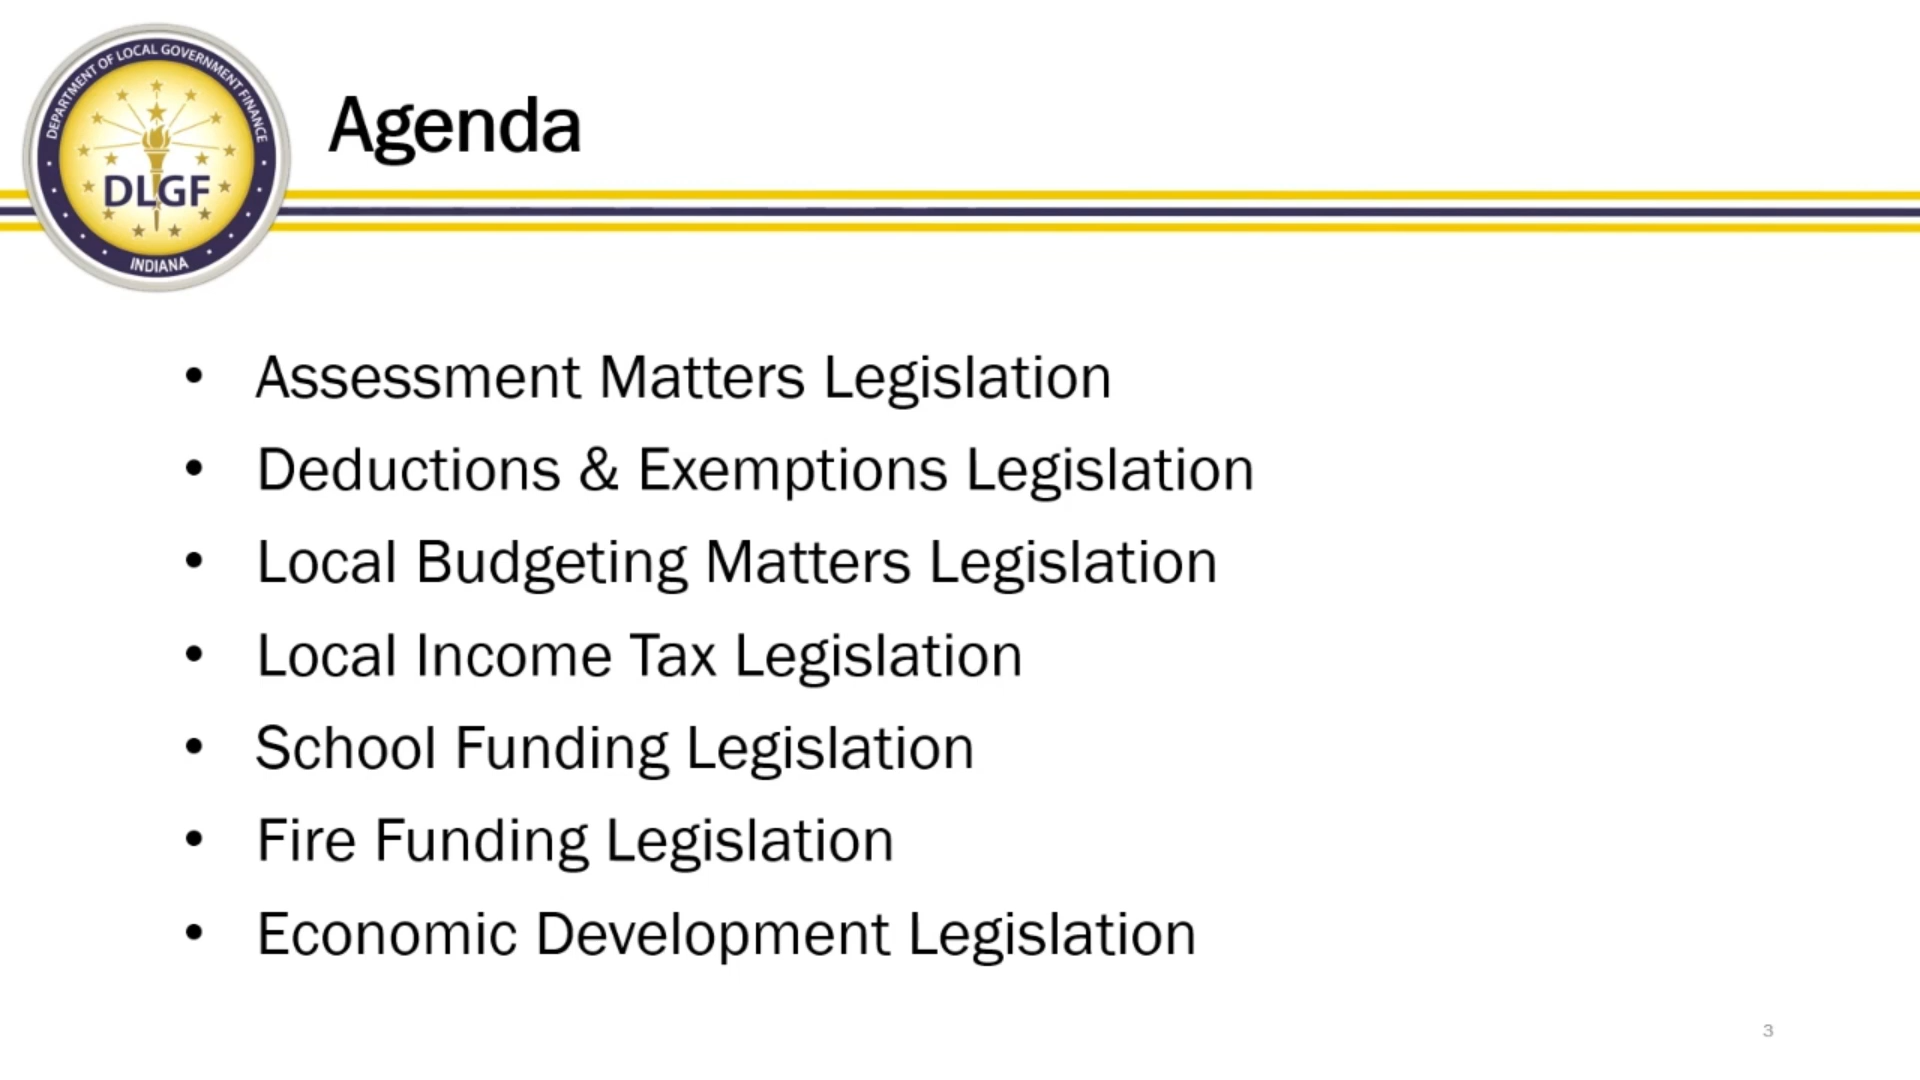 DEPARTMENT OF LOCAL GOVERNMENT FINANCE
DLGF
INDIANA
Agenda
• Assessment Matters Legislation
• Deductions & Exemptions Legislation
• Local Budgeting Matters Legislation
• Local Income Tax Legislation
• School Funding Legislation
• Fire Funding Legislation
• Economic Development Legislation
3